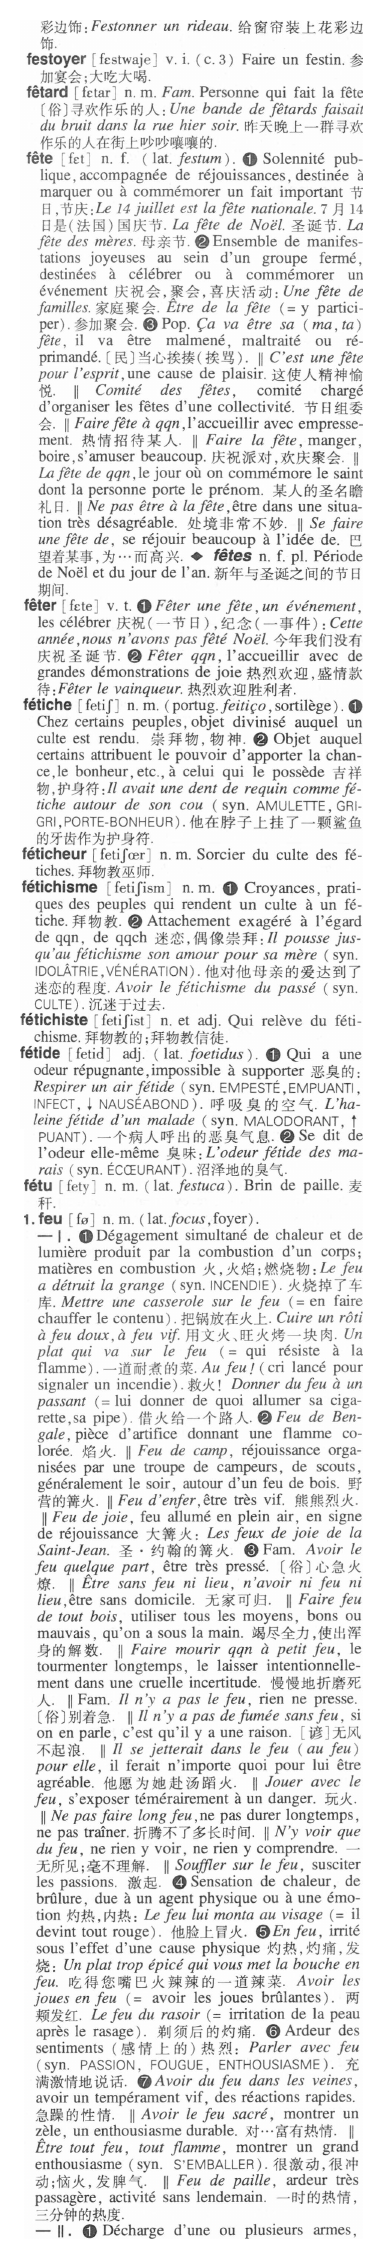 彩边饰:Festonner un rideau. 给窗帘装上花彩边
饰.
festoyer [fɛstwaje] v. i. (c. 3) Faire un festin. 参
加宴会;大吃大喝.
fêtard [fɛtar] n. m. Fam. Personne qui fait la fête
〔俗〕寻欢作乐的人:Une bande de fêtards faisait
du bruit dans la rue hier soir. 昨天晚上一群寻欢
作乐的人在街上吵吵嚷嚷的.
fête [fɛt] n. f. (lat. festum). ❶ Solennité pub-
lique, accompagnée de réjouissances, destinée à
marquer ou à commémorer un fait important 节
日,节庆:Le 14 juillet est la fête nationale. 7 月 14
日是(法国)国庆节. La fête de Noël. 圣诞节. La
fête des mères. 母亲节. ❷ Ensemble de manifes-
tations joyeuses au sein d'un groupe fermé,
destinées à célébrer ou à commémorer un
événement 庆祝会,聚会,喜庆活动:Une fête de
familles. 家庭聚会. Être de la fête (= y partici-
per). 参加聚会. ❸ Pop. Ça va être sa (ma, ta)
fête, il va être malmené, maltraité ou ré-
primandé.〔民〕当心挨揍(挨骂). ‖ C'est une fête
pour l'esprit, une cause de plaisir. 这使人精神愉
悦. ‖ Comité des fêtes, comité chargé
d'organiser les fêtes d'une collectivité. 节日组委
会. ‖ Faire fête à qqn, l'accueillir avec empresse-
ment. 热情招待某人. ‖ Faire la fête, manger,
boire, s'amuser beaucoup. 庆祝派对,欢庆聚会. ‖
La fête de qqn, le jour où on commémore le saint
dont la personne porte le prénom. 某人的圣名瞻
礼日. ‖ Ne pas être à la fête, être dans une situa-
tion très désagréable. 处境非常不妙. ‖ Se faire
une fête de, se réjouir beaucoup à l'idée de. 巴
望着某事,为…而高兴. ◆ fêtes n. f. pl. Période
de Noël et du jour de l'an. 新年与圣诞之间的节日
期间.
fêter [fɛte] v. t. ❶ Fêter une fête, un événement,
les célébrer 庆祝(一节日),纪念(一事件):Cette
année, nous n'avons pas fêté Noël. 今年我们没有
庆祝圣诞节. ❷ Fêter qqn, l'accueillir avec de
grandes démonstrations de joie 热烈欢迎,盛情款
待:Fêter le vainqueur. 热烈欢迎胜利者.
fétiche [fetiʃ] n. m. (portug. feitiço, sortilège). ❶
Chez certains peuples, objet divinisé auquel un
culte est rendu. 崇拜物,物神. ❷ Objet auquel
certains attribuent le pouvoir d'apporter la chan-
ce, le bonheur, etc., à celui qui le possède 吉祥
物,护身符:Il avait une dent de requin comme fé-
tiche autour de son cou (syn. AMULETTE, GRI-
GRI, PORTE-BONHEUR). 他在脖子上挂了一颗鲨鱼
的牙齿作为护身符.
féticheur [fetiʃœr] n. m. Sorcier du culte des fé-
tiches. 拜物教巫师.
fétichisme [fetiʃism] n. m. ❶ Croyances, prati-
ques des peuples qui rendent un culte à un fé-
tiche. 拜物教. ❷ Attachement exagéré à l'égard
de qqn, de qqch 迷恋,偶像崇拜:Il pousse jus-
qu'au fétichisme son amour pour sa mère (syn.
IDOLÂTRIE, VÉNÉRATION). 他对他母亲的爱达到了
迷恋的程度. Avoir le fétichisme du passé (syn.
CULTE). 沉迷于过去.
fétichiste [fetiʃist] n. et adj. Qui relève du féti-
chisme. 拜物教的;拜物教信徒.
fétide [fetid] adj. (lat. foetidus). ❶ Qui a une
odeur répugnante, impossible à supporter 恶臭的:
Respirer un air fétide (syn. EMPESTÉ, EMPUANTI,
INFECT, ↓ NAUSÉABOND). 呼吸臭的空气. L'ha-
leine fétide d'un malade (syn. MALODORANT, ↑
PUANT). 一个病人呼出的恶臭气息. ❷ Se dit de
l'odeur elle-même 臭味:L'odeur fétide des ma-
rais (syn. ÉCŒURANT). 沼泽地的臭气.
fétu [fety] n. m. (lat. festuca). Brin de paille. 麦
秆.
1. feu [fø] n. m. (lat. focus, foyer).
— I. ❶ Dégagement simultané de chaleur et de
lumière produit par la combustion d'un corps;
matières en combustion 火,火焰;燃烧物:Le feu
a détruit la grange (syn. INCENDIE). 火烧掉了车
库. Mettre une casserole sur le feu (= en faire
chauffer le contenu). 把锅放在火上. Cuire un rôti
à feu doux, à feu vif. 用文火、旺火烤一块肉. Un
plat qui va sur le feu (= qui résiste à la
flamme). 一道耐煮的菜. Au feu! (cri lancé pour
signaler un incendie). 救火! Donner du feu à un
passant (= lui donner de quoi allumer sa ciga-
rette, sa pipe). 借火给一个路人. ❷ Feu de Ben-
gale, pièce d'artifice donnant une flamme co-
lorée. 焰火. ‖ Feu de camp, réjouissance orga-
nisées par une troupe de campeurs, de scouts,
généralement le soir, autour d'un feu de bois. 野
营的篝火. ‖ Feu d'enfer, être très vif. 熊熊烈火.
‖ Feu de joie, feu allumé en plein air, en signe
de réjouissance 大篝火: Les feux de joie de la
Saint-Jean. 圣·约翰的篝火. ❸ Fam. Avoir le
feu quelque part, être très pressé.〔俗〕心急火
燎. ‖ Être sans feu ni lieu, n'avoir ni feu ni
lieu, être sans domicile. 无家可归. ‖ Faire feu
de tout bois, utiliser tous les moyens, bons ou
mauvais, qu'on a sous la main. 竭尽全力,使出浑
身的解数. ‖ Faire mourir qqn à petit feu, le
tourmenter longtemps, le laisser intentionnelle-
ment dans une cruelle incertitude. 慢慢地折磨死
人. ‖ Fam. Il n'y a pas le feu, rien ne presse.
〔俗〕别着急. ‖ Il n'y a pas de fumée sans feu, si
on en parle, c'est qu'il y a une raison.〔谚〕无风
不起浪. ‖ Il se jetterait dans le feu (au feu)
pour elle, il ferait n'importe quoi pour lui être
agréable. 他愿为她赴汤蹈火. ‖ Jouer avec le
feu, s'exposer témérairement à un danger. 玩火.
‖ Ne pas faire long feu, ne pas durer longtemps,
ne pas traîner. 折腾不了多长时间. ‖ N'y voir que
du feu, ne rien y voir, ne rien y comprendre. 一
无所见;毫不理解. ‖ Souffler sur le feu, susciter
les passions. 激起. ❹ Sensation de chaleur, de
brûlure, due à un agent physique ou à une émo-
tion 灼热,内热: Le feu lui monta au visage (= il
devint tout rouge). 他脸上冒火. ❺ En feu, irrité
sous l'effet d'une cause physique 灼热,灼痛,发
烧: Un plat trop épicé qui vous met la bouche en
feu. 吃得您嘴巴火辣辣的一道辣菜. Avoir les
joues en feu (= avoir les joues brûlantes). 两
颊发红. Le feu du rasoir (= irritation de la peau
après le rasage). 剃须后的灼痛. ❻ Ardeur des
sentiments (感情上的)热烈: Parler avec feu
(syn. PASSION, FOUGUE, ENTHOUSIASME). 充
满激情地说话. ❼ Avoir du feu dans les veines,
avoir un tempérament vif, des réactions rapides.
急躁的性情. ‖ Avoir le feu sacré, montrer un
zèle, un enthousiasme durable. 对…富有热情. ‖
Être tout feu, tout flamme, montrer un grand
enthousiasme (syn. S'EMBALLER). 很激动,很冲
动;恼火,发脾气. ‖ Feu de paille, ardeur très
passagère, activité sans lendemain. 一时的热情,
三分钟的热度.
— II. ❶ Décharge d'une ou plusieurs armes,